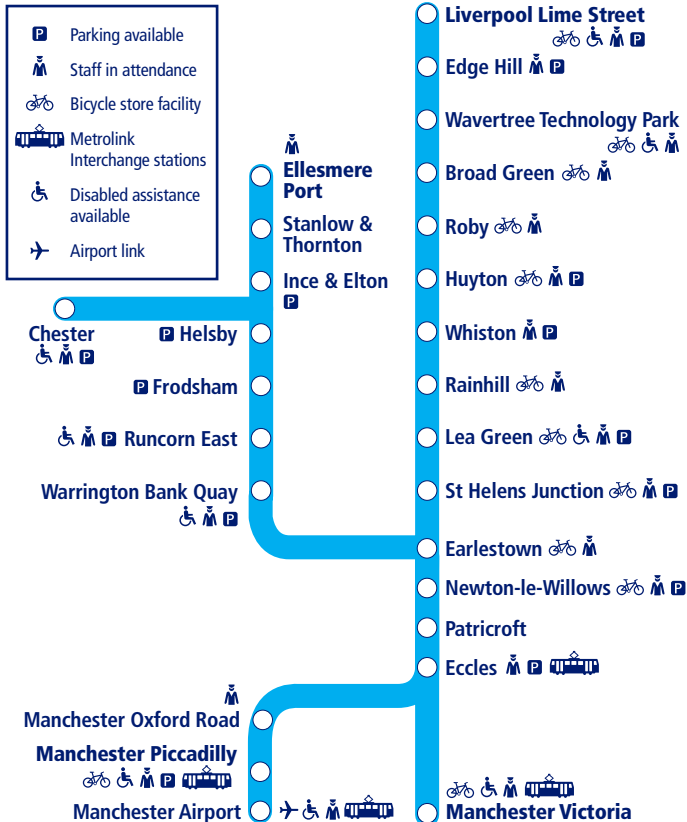 P Parking available
Staff in attendance
Bicycle store facility
Metrolink
Interchange stations
Disabled assistance
available
Airport link
Liverpool Lime Street
P
Edge Hill P
Wavertree Technology Park
Broad Green
Roby
Huyton P
Whiston P
Rainhill
Lea Green P
St Helens Junction P
Earlestown
Newton-le-Willows P
Patricroft
Eccles P
Manchester Victoria
Ellesmere
Port
Stanlow &
Thornton
Ince & Elton
P
Chester
P
P Helsby
P Frodsham
P Runcorn East
Warrington Bank Quay
P
Manchester Oxford Road
Manchester Piccadilly
P
Manchester Airport